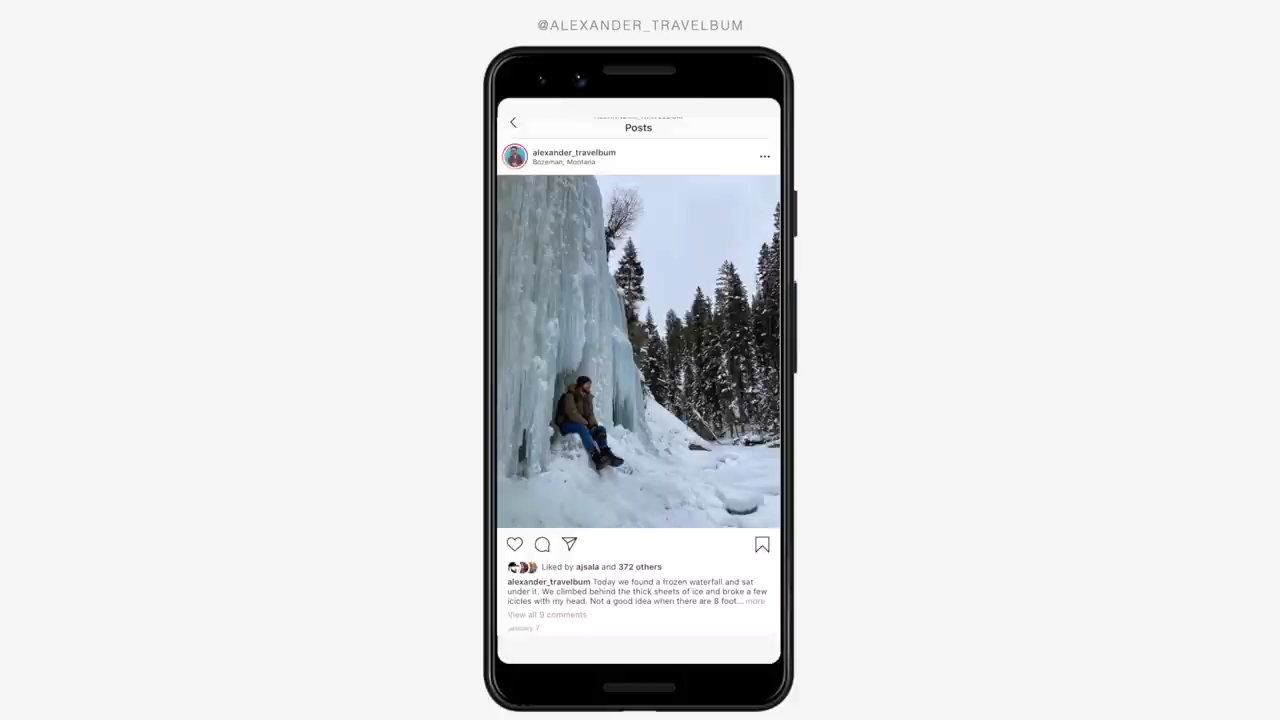 @ALEXANDER_TRAVELBUM
Posts
alexander_travelbum
Bozeman, Montana
Liked by ajsala and 372 others
alexander_travelbum Today we found a frozen waterfall and sat
under it. We climbed behind the thick sheets of ice and broke a few
icicles with my head. Not a good idea when there are 8 foot... more
View all 9 comments
January 7